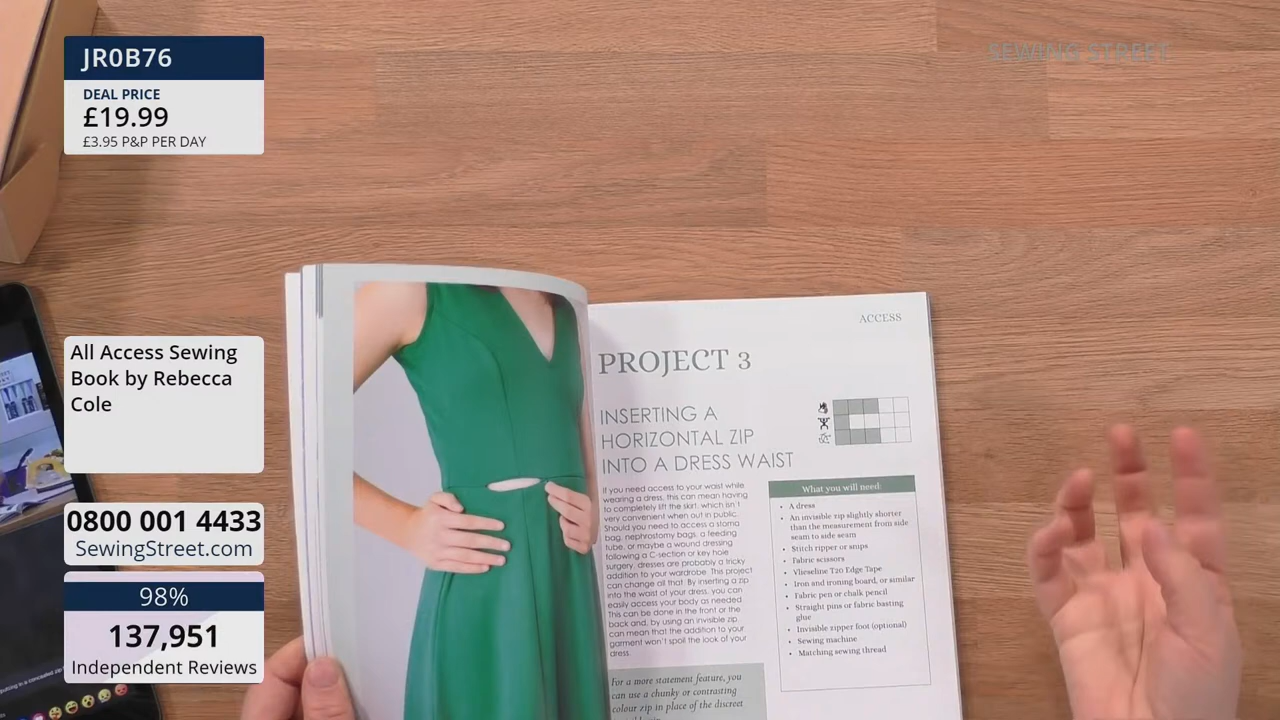 JR0B76
DEAL PRICE
£19.99
£3.95 P&P PER DAY
SEWING STREET
All Access Sewing
Book by Rebecca
Cole
0800 001 4433
SewingStreet.com
98%
137,951
Independent Reviews
ACCESS
PROJECT 3
INSERTING A
HORIZONTAL ZIP
INTO A DRESS WAIST
If you need access to your waist while
wearing a dress, this can mean having
to completely lift the skirt, which isn't
very convenient when out in public.
Should you need to access a stoma
bag, nephrostomy bags, a feeding
tube, or maybe a wound dressing
following a C-section or key hole
surgery, dresses are probably a tricky
addition to your wardrobe. This project
can change all that. By inserting a zip
into the waist of your dress, you can
easily access your body as needed.
This can be done in the front or the
back and, by using an invisible zip,
can mean that the addition to your
garment won't spoil the look of your
dress.
For a more statement feature, you
can use a chunky or contrasting
colour zip in place of the discreet
What you will need:
• A dress
• An invisible zip slightly shorter
than the measurement from side
seam to side seam
• Stitch ripper or snips
• Fabric scissors
• Vlieseline T20 Edge Tape
• Iron and ironing board, or similar
• Fabric pen or chalk pencil
• Straight pins or fabric basting
glue
• Invisible zipper foot (optional)
• Sewing machine
• Matching sewing thread